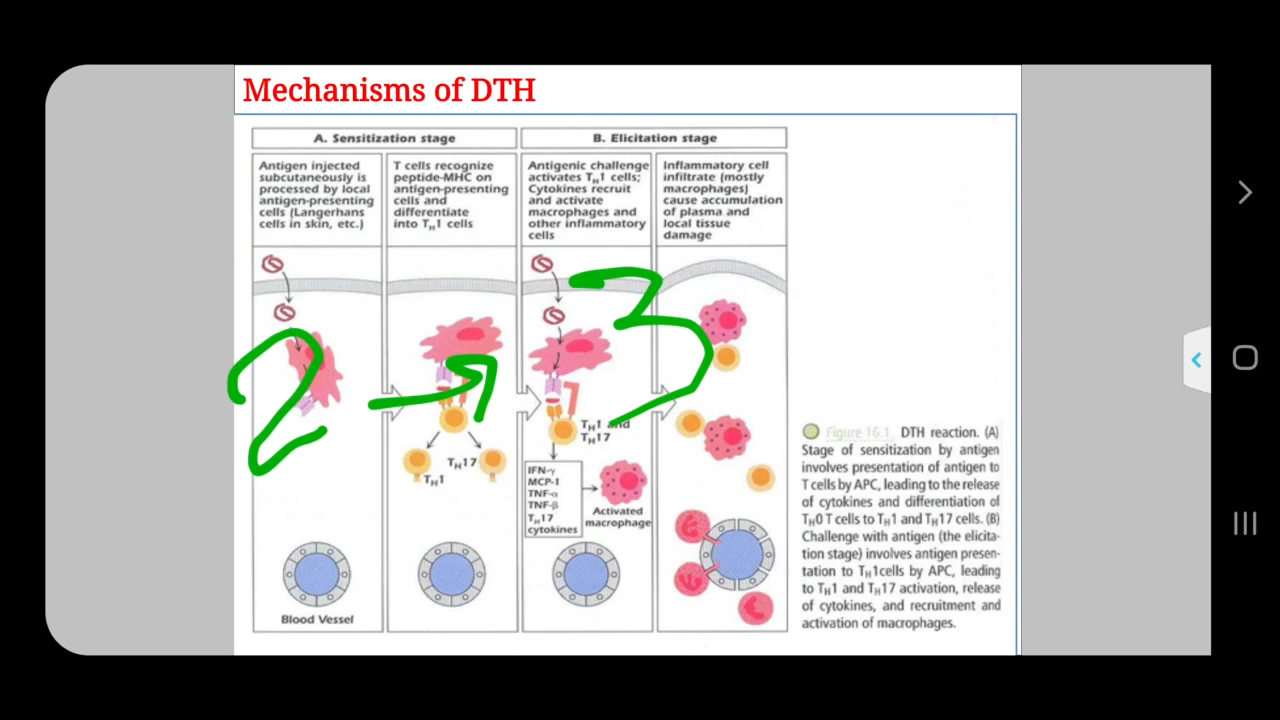 Mechanisms of DTH
A. Sensitization stage
B. Elicitation stage
Antigen injected
subcutaneously is
processed by local
antigen-presenting
cells (Langerhans
cells in skin, etc.)
T cells recognize
peptide-MHC on
antigen-presenting
cells and
differentiate
into TH1 cells
Antigenic challenge
activates TH1 cells;
Cytokines recruit
and activate
macrophages and
other inflammatory
cells
Inflammatory cell
infiltrate (mostly
macrophages)
cause accumulation
of plasma and
local tissue
damage
2 → 3
TH1
TH17
TH1 and
TH17
IFN-γ
MCP-1
TNF-α
TNF-β
TH17
cytokines
Activated
macrophage
Blood Vessel
Figure 16.1. DTH reaction. (A)
Stage of sensitization by antigen
involves presentation of antigen to
T cells by APC, leading to the release
of cytokines and differentiation of
TH0 T cells to TH1 and TH17 cells. (B)
Challenge with antigen (the elicita-
tion stage) involves antigen presen-
tation to TH1cells by APC, leading
to TH1 and TH17 activation, release
of cytokines, and recruitment and
activation of macrophages.